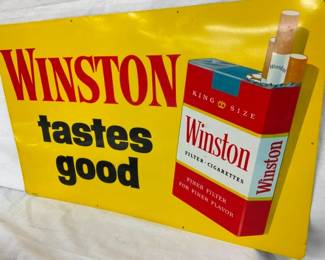 WINSTON
tastes
good
KING SIZE
Winston
FILTER-CIGARETTES
FINER FILTER
FOR FINER FLAVOR
Winston